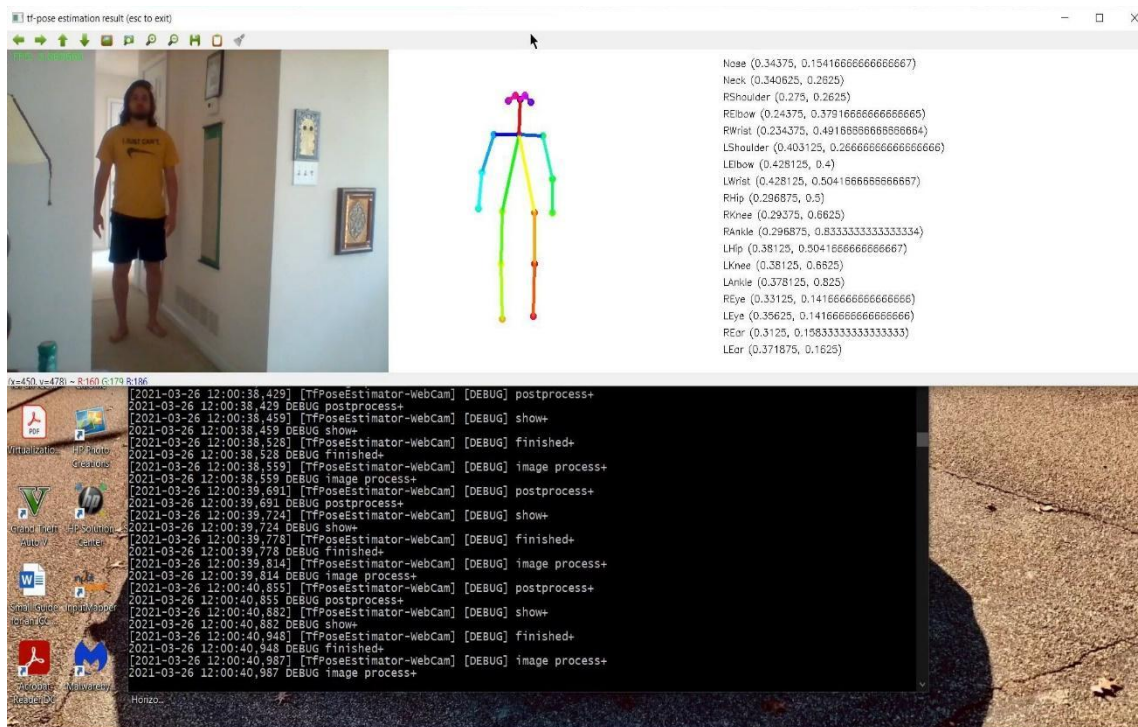 tf-pose estimation result (esc to exit)
I JUST CAN'T.
Nose (0.34375, 0.15416666666666667)
Neck (0.340625, 0.2625)
RShoulder (0.275, 0.2625)
RElbow (0.24375, 0.37916666666666665)
RWrist (0.234375, 0.49166666666666664)
LShoulder (0.403125, 0.26666666666666666)
LElbow (0.428125, 0.4)
LWrist (0.428125, 0.5041666666666667)
RHip (0.296875, 0.5)
RKnee (0.29375, 0.6625)
RAnkle (0.296875, 0.8333333333333334)
LHip (0.38125, 0.5041666666666667)
LKnee (0.38125, 0.6625)
LAnkle (0.378125, 0.825)
REye (0.33125, 0.14166666666666666)
LEye (0.35625, 0.14166666666666666)
REar (0.3125, 0.15833333333333333)
LEar (0.371875, 0.1625)
(x=450, y=478) ~ R:160 G:179 B:186
[2021-03-26 12:00:38,429] [TfPoseEstimator-WebCam] [DEBUG] postprocess+
2021-03-26 12:00:38,429 DEBUG postprocess+
[2021-03-26 12:00:38,459] [TfPoseEstimator-WebCam] [DEBUG] show+
2021-03-26 12:00:38,459 DEBUG show+
[2021-03-26 12:00:38,528] [TfPoseEstimator-WebCam] [DEBUG] finished+
2021-03-26 12:00:38,528 DEBUG finished+
[2021-03-26 12:00:38,559] [TfPoseEstimator-WebCam] [DEBUG] image process+
2021-03-26 12:00:38,559 DEBUG image process+
[2021-03-26 12:00:39,691] [TfPoseEstimator-WebCam] [DEBUG] postprocess+
2021-03-26 12:00:39,691 DEBUG postprocess+
[2021-03-26 12:00:39,724] [TfPoseEstimator-WebCam] [DEBUG] show+
2021-03-26 12:00:39,724 DEBUG show+
[2021-03-26 12:00:39,778] [TfPoseEstimator-WebCam] [DEBUG] finished+
2021-03-26 12:00:39,778 DEBUG finished+
[2021-03-26 12:00:39,814] [TfPoseEstimator-WebCam] [DEBUG] image process+
2021-03-26 12:00:39,814 DEBUG image process+
[2021-03-26 12:00:40,855] [TfPoseEstimator-WebCam] [DEBUG] postprocess+
2021-03-26 12:00:40,855 DEBUG postprocess+
[2021-03-26 12:00:40,882] [TfPoseEstimator-WebCam] [DEBUG] show+
2021-03-26 12:00:40,882 DEBUG show+
[2021-03-26 12:00:40,948] [TfPoseEstimator-WebCam] [DEBUG] finished+
2021-03-26 12:00:40,948 DEBUG finished+
[2021-03-26 12:00:40,987] [TfPoseEstimator-WebCam] [DEBUG] image process+
2021-03-26 12:00:40,987 DEBUG image process+
PDF
Virtualizatio...
HP Photo
Creations
Grand Theft
Auto V
hp
HP Solution
Center
W
Small Guide
for an IGC...
InputMapper
Acrobat
Reader DC
Malwareby...
Horizo...